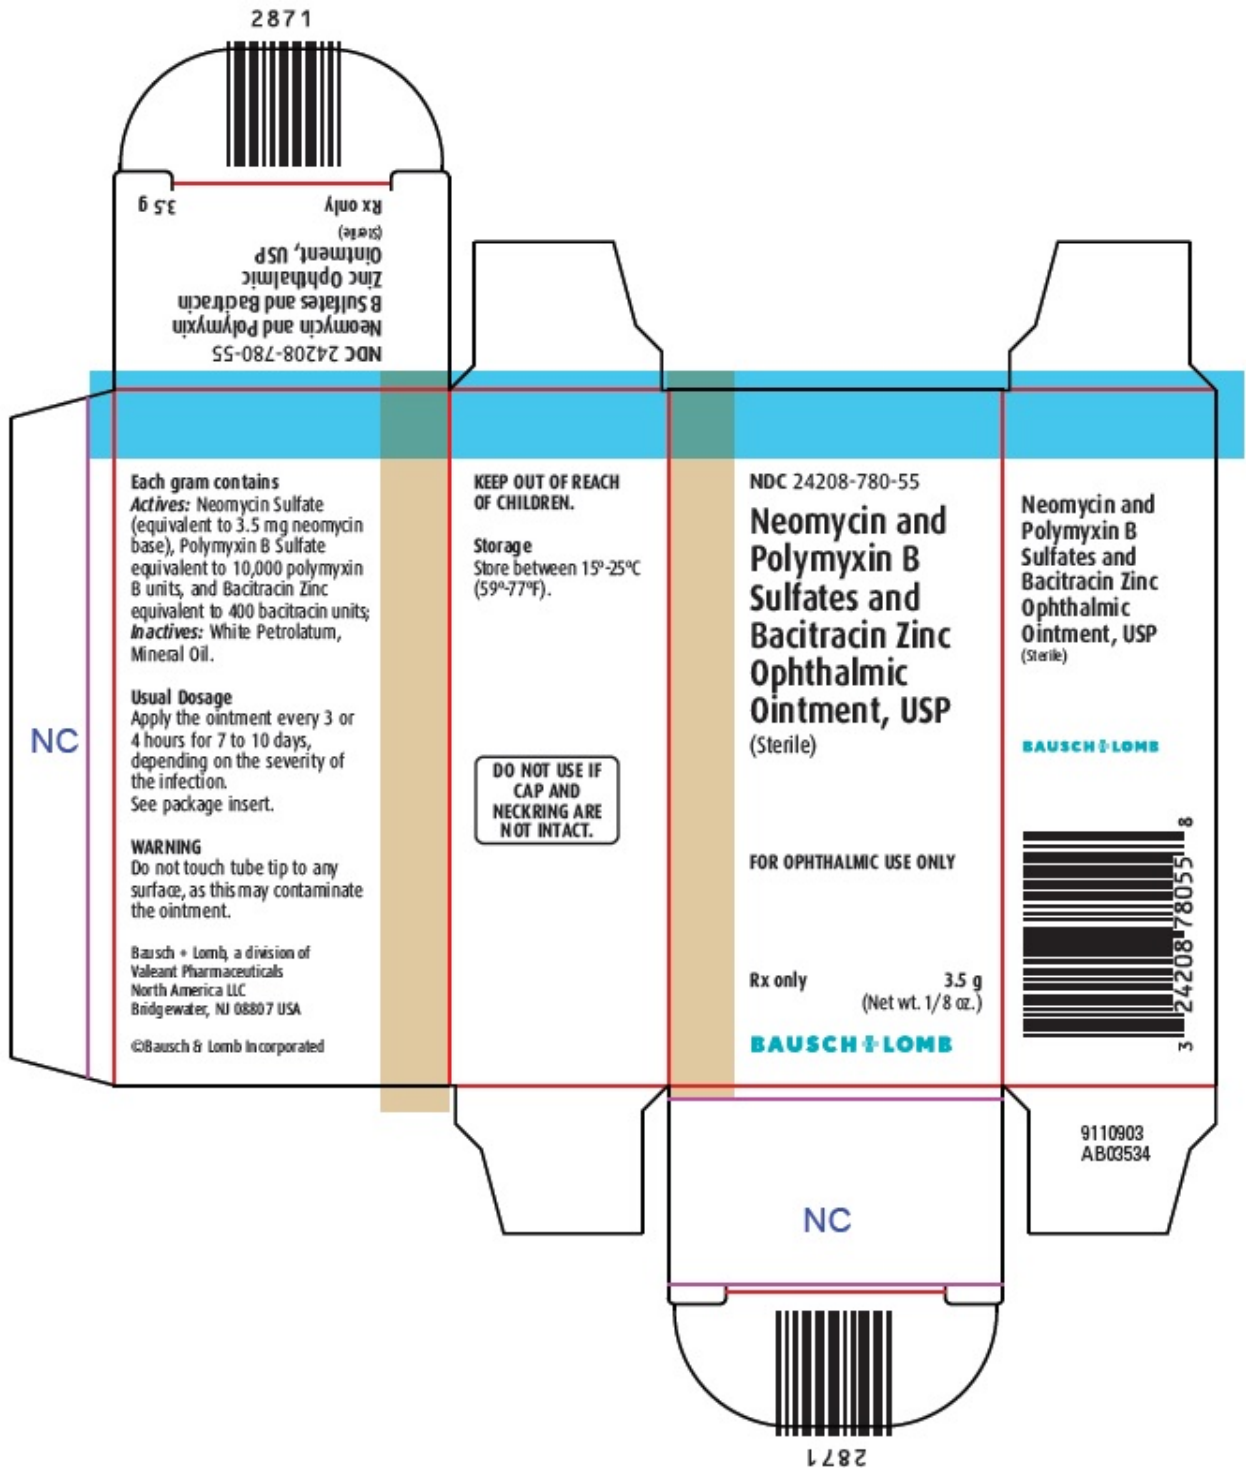 2871
3.5 g
Rx only
(Sterile)
Ointment, USP
Zinc Ophthalmic
B Sulfates and Bacitracin
Neomycin and Polymyxin
NDC 24208-780-55
NC
Each gram contains
Actives: Neomycin Sulfate
(equivalent to 3.5 mg neomycin
base), Polymyxin B Sulfate
equivalent to 10,000 polymyxin
B units, and Bacitracin Zinc
equivalent to 400 bacitracin units;
Inactives: White Petrolatum,
Mineral Oil.
Usual Dosage
Apply the ointment every 3 or
4 hours for 7 to 10 days,
depending on the severity of
the infection.
See package insert.
WARNING
Do not touch tube tip to any
surface, as this may contaminate
the ointment.
Bausch + Lomb, a division of
Valeant Pharmaceuticals
North America LLC
Bridgewater, NJ 08807 USA
©Bausch & Lomb Incorporated
KEEP OUT OF REACH
OF CHILDREN.
Storage
Store between 15º-25ºC
(59º-77ºF).
DO NOT USE IF
CAP AND
NECKRING ARE
NOT INTACT.
NDC 24208-780-55
Neomycin and
Polymyxin B
Sulfates and
Bacitracin Zinc
Ophthalmic
Ointment, USP
(Sterile)
FOR OPHTHALMIC USE ONLY
Rx only 3.5 g
(Net wt. 1/8 oz.)
BAUSCH + LOMB
Neomycin and
Polymyxin B
Sulfates and
Bacitracin Zinc
Ophthalmic
Ointment, USP
(Sterile)
BAUSCH + LOMB
3 24208 78055 8
9110903
AB03534
NC
2871